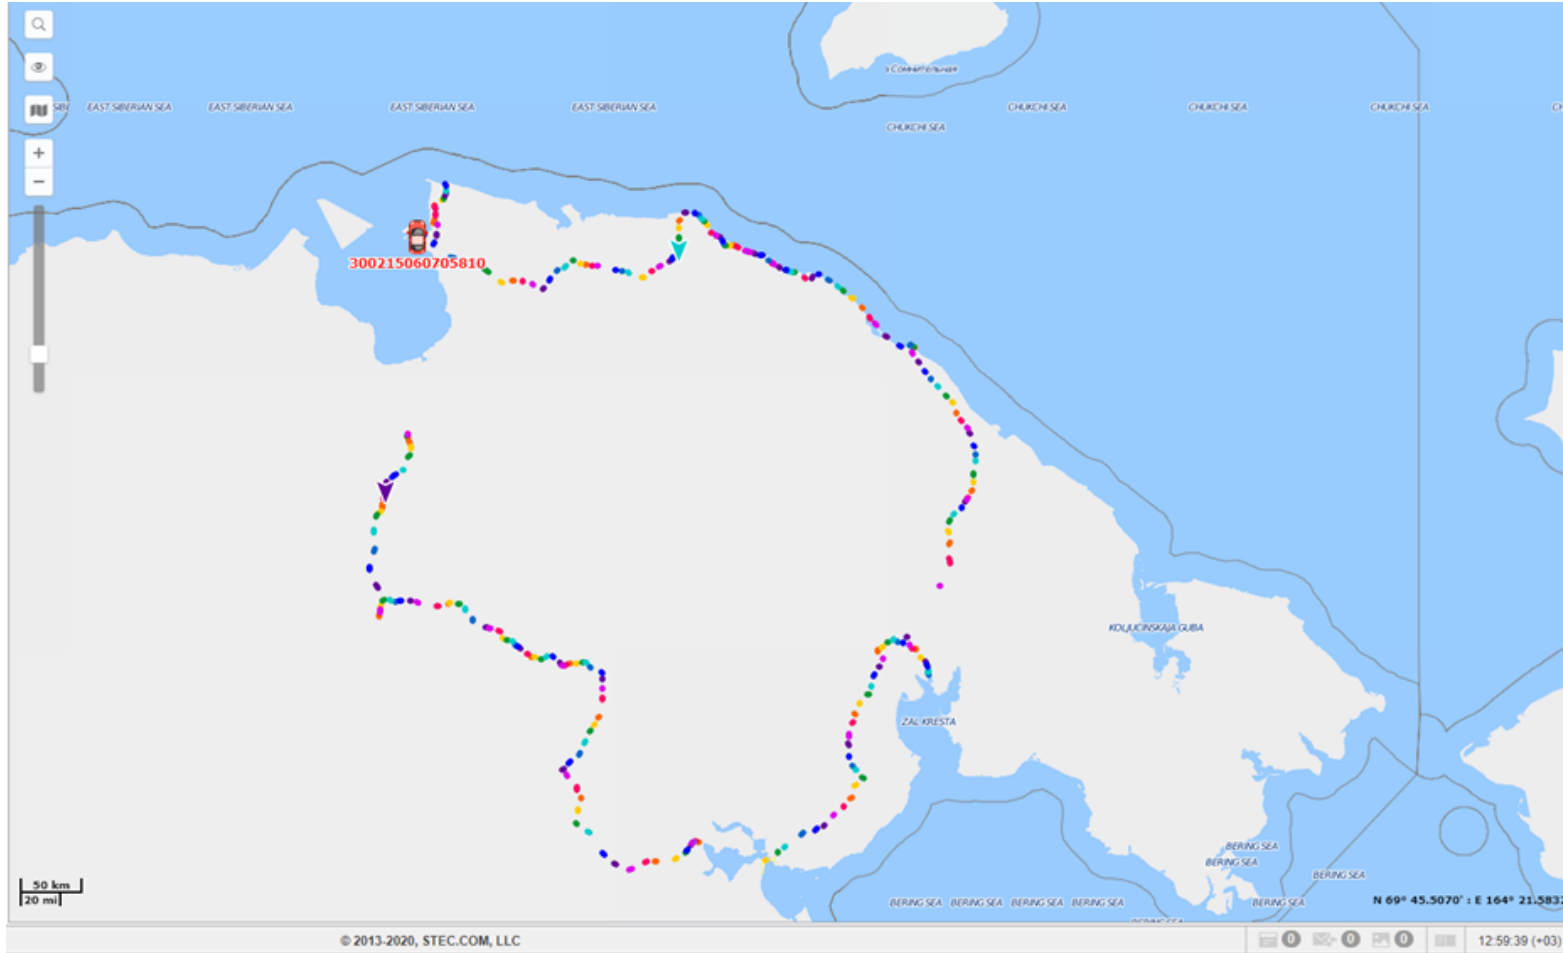 Сомнительная
EAST SIBERIAN SEA
EAST SIBERIAN SEA
EAST SIBERIAN SEA
EAST SIBERIAN SEA
CHUKCHI SEA
CHUKCHI SEA
CHUKCHI SEA
CHUKCHI SEA
+
−
300215060705810
KOLJUCINSKAJA GUBA
ZAL KRESTA
BERING SEA
BERING SEA
BERING SEA
50 km
20 mi
BERING SEA
BERING SEA
BERING SEA
BERING SEA
BERING SEA
N 69° 45.5070' : E 164° 21.5832
BERING SEA
© 2013-2020, STEC.COM, LLC
0
0
0
12:59:39 (+03)